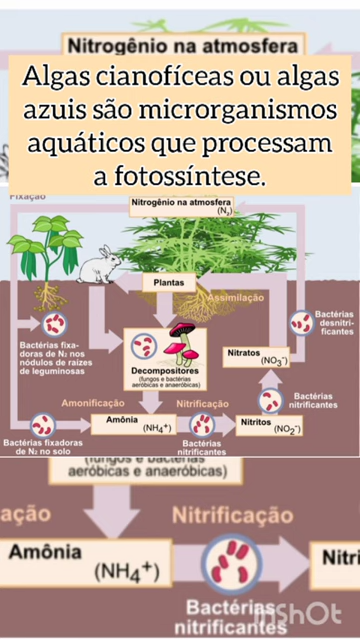 Nitrogênio na atmosfera
Algas cianofíceas ou algas
azuis são microrganismos
aquáticos que processam
a fotossíntese.
Fixação
Nitrogênio na atmosfera
(N₂)
Plantas
Assimilação
Bactérias
desnitri-
ficantes
Bactérias fixa-
doras de N₂ nos
nódulos de raízes
de leguminosas
Decompositores
(fungos e bactérias
aeróbicas e anaeróbicas)
Nitratos
(NO₃⁻)
Bactérias
nitrificantes
Amonificação
Nitrificação
Amônia
(NH₄⁺)
Nitritos
(NO₂⁻)
Bactérias fixadoras
de N₂ no solo
Bactérias
nitrificantes
(fungos e bactérias
aeróbicas e anaeróbicas)
ação
Nitrificação
Amônia
(NH₄⁺)
Nitri
Bactérias
nitrificantes
InShOt